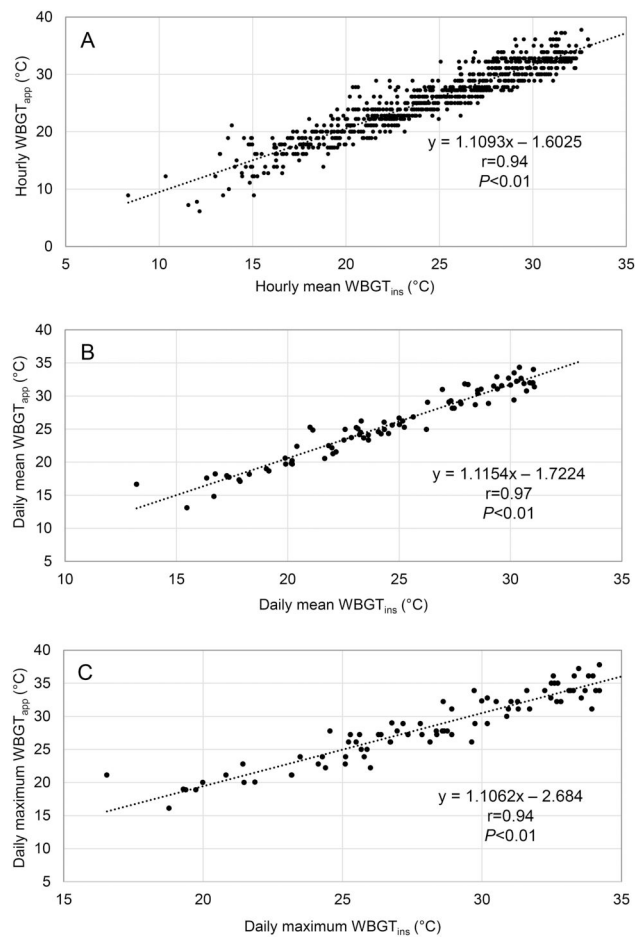 A
40
30
20
10
0
Hourly WBGTapp (°C)
y = 1.1093x – 1.6025
r=0.94
P<0.01
5 10 15 20 25 30 35
Hourly mean WBGTins (°C)
B
40
35
30
25
20
15
10
5
Daily mean WBGTapp (°C)
y = 1.1154x – 1.7224
r=0.97
P<0.01
10 15 20 25 30 35
Daily mean WBGTins (°C)
C
40
35
30
25
20
15
10
5
Daily maximum WBGTapp (°C)
y = 1.1062x – 2.684
r=0.94
P<0.01
15 20 25 30 35
Daily maximum WBGTins (°C)